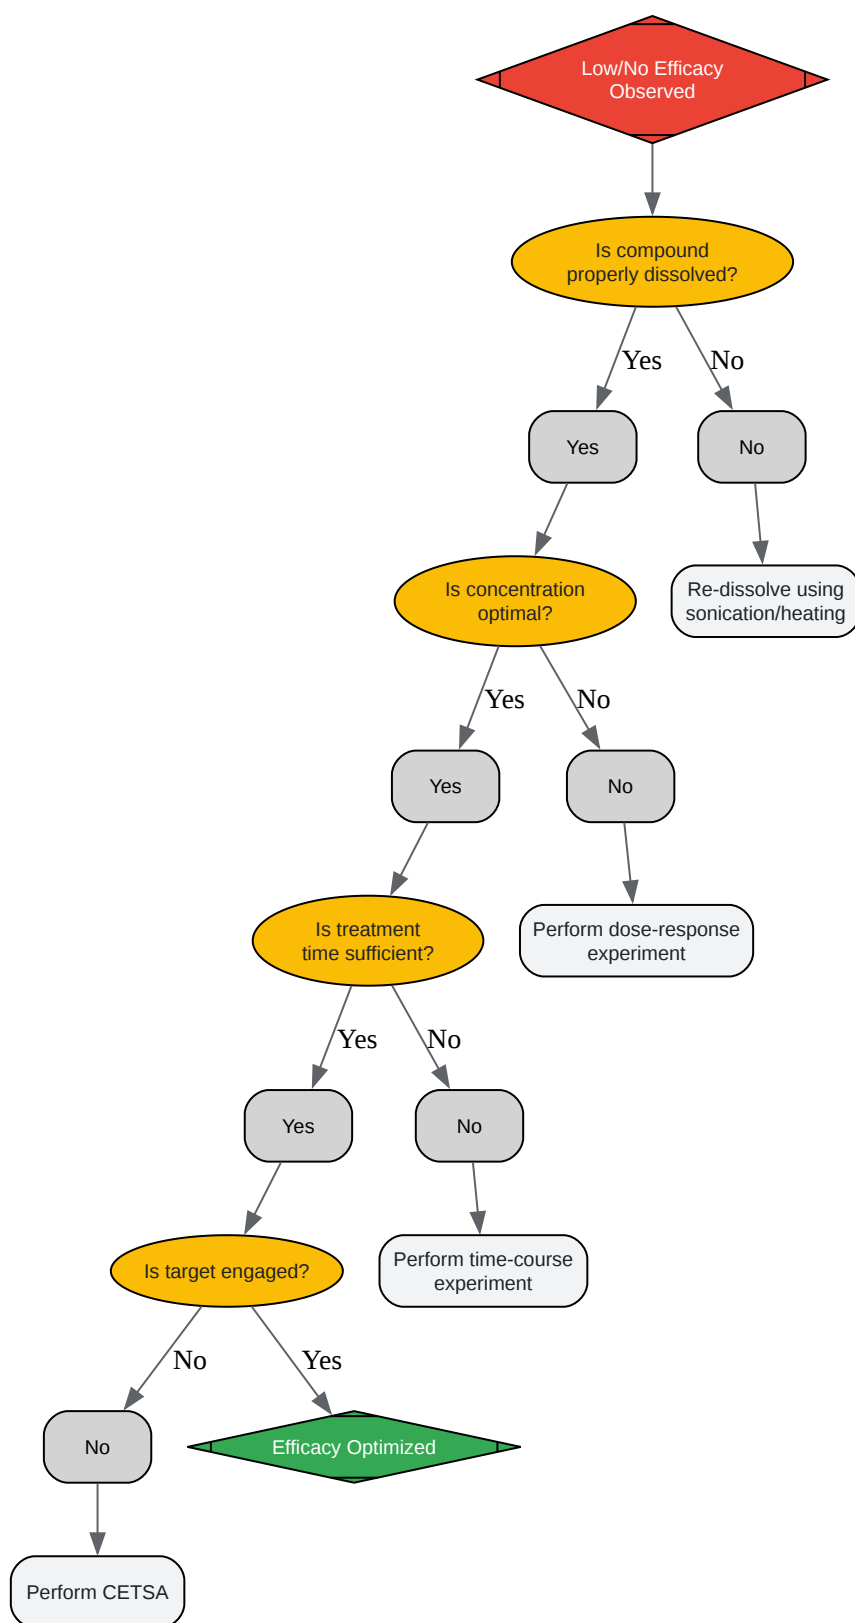 Low/No Efficacy
Observed
Is compound
properly dissolved?
Yes
No
Yes
No
Is concentration
optimal?
Re-dissolve using
sonication/heating
Yes
No
Yes
No
Is treatment
time sufficient?
Perform dose-response
experiment
Yes
No
Yes
No
Is target engaged?
Perform time-course
experiment
No
Yes
No
Efficacy Optimized
Perform CETSA